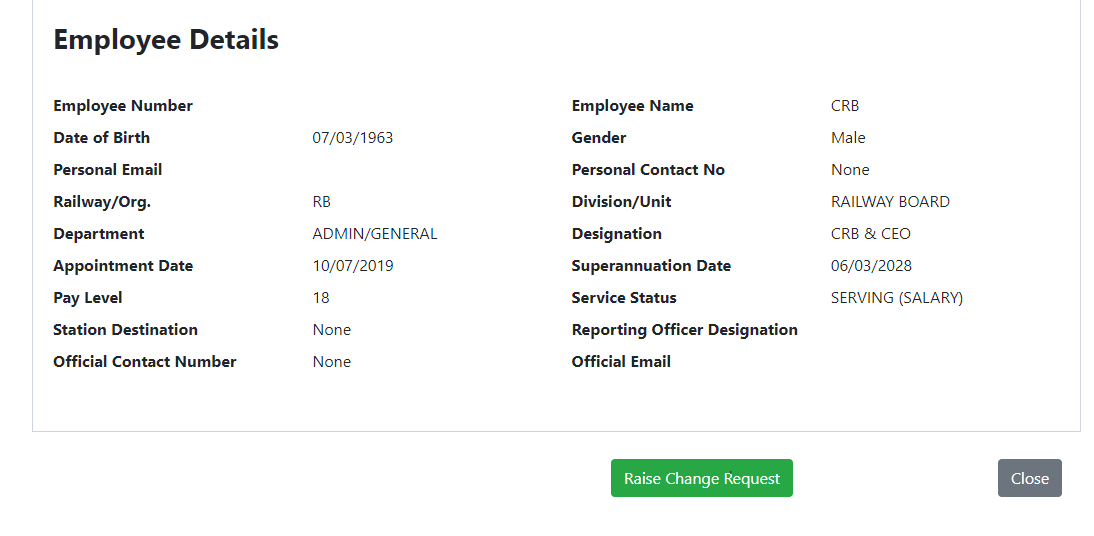 Employee Details
Employee Number Employee Name CRB
Date of Birth 07/03/1963 Gender Male
Personal Email Personal Contact No None
Railway/Org. RB Division/Unit RAILWAY BOARD
Department ADMIN/GENERAL Designation CRB & CEO
Appointment Date 10/07/2019 Superannuation Date 06/03/2028
Pay Level 18 Service Status SERVING (SALARY)
Station Destination None Reporting Officer Designation
Official Contact Number None Official Email
Raise Change Request Close